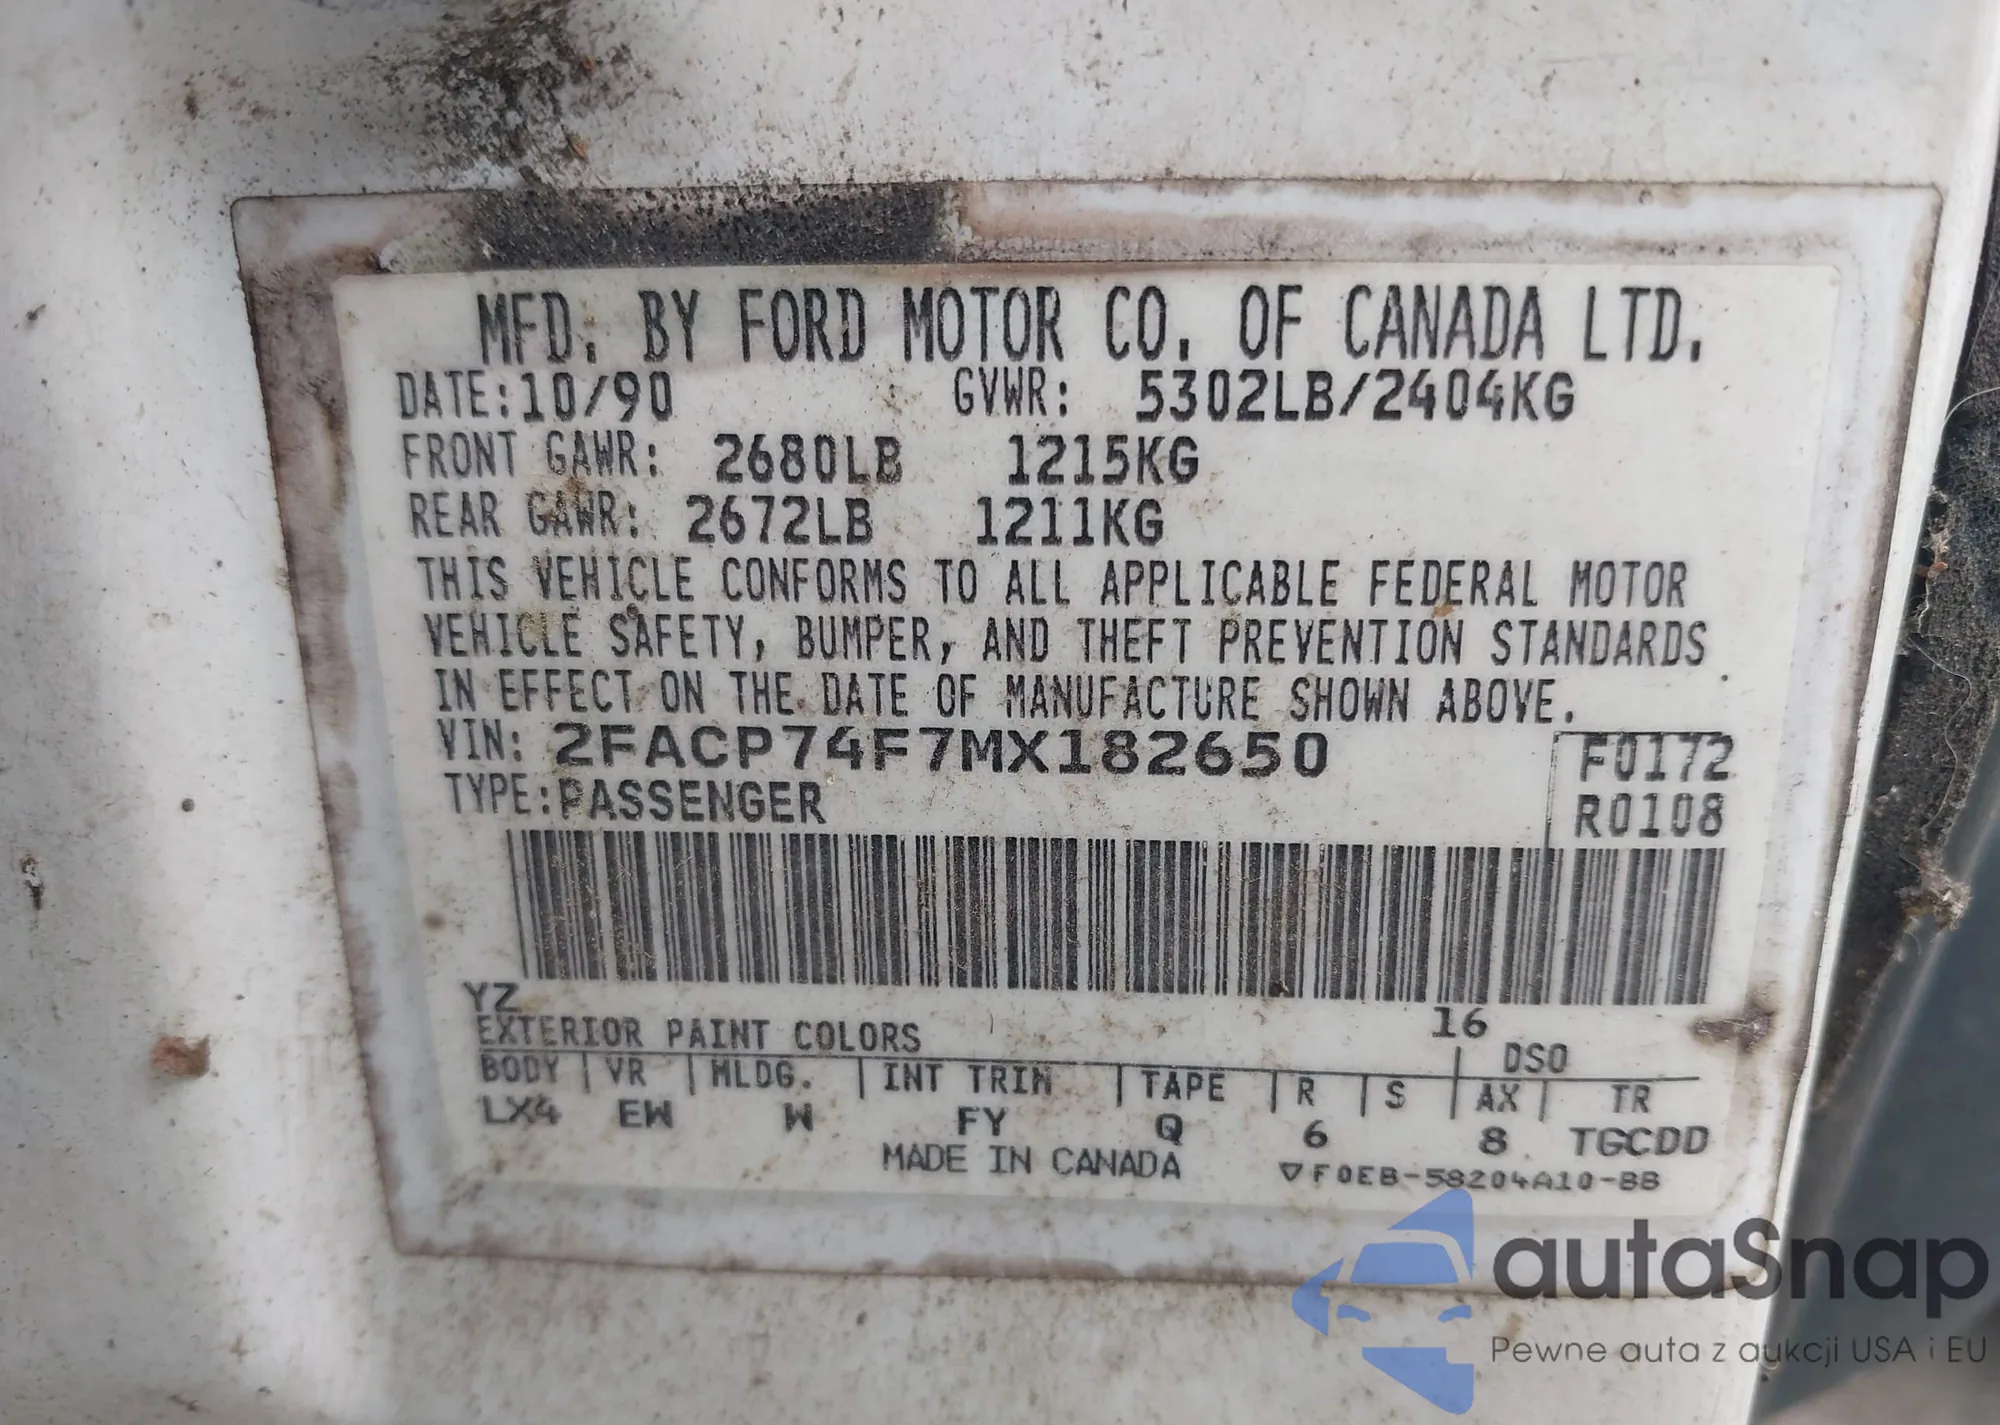 MFD. BY FORD MOTOR CO. OF CANADA LTD.
DATE: 10/90 GVWR: 5302LB/2404KG
FRONT GAWR: 2680LB 1215KG
REAR GAWR: 2672LB 1211KG
THIS VEHICLE CONFORMS TO ALL APPLICABLE FEDERAL MOTOR
VEHICLE SAFETY, BUMPER, AND THEFT PREVENTION STANDARDS
IN EFFECT ON THE DATE OF MANUFACTURE SHOWN ABOVE.
VIN: 2FACP74F7MX182650 F0172
TYPE: PASSENGER R0108
YZ 16
EXTERIOR PAINT COLORS DSO
BODY | VR | MLDG. | INT TRIM | TAPE | R | S | AX | TR
LX4 EW W FY Q 6 8 TGCDD
MADE IN CANADA ▽F0EB-58204A10-BB
autaSnap
Pewne auta z aukcji USA i EU